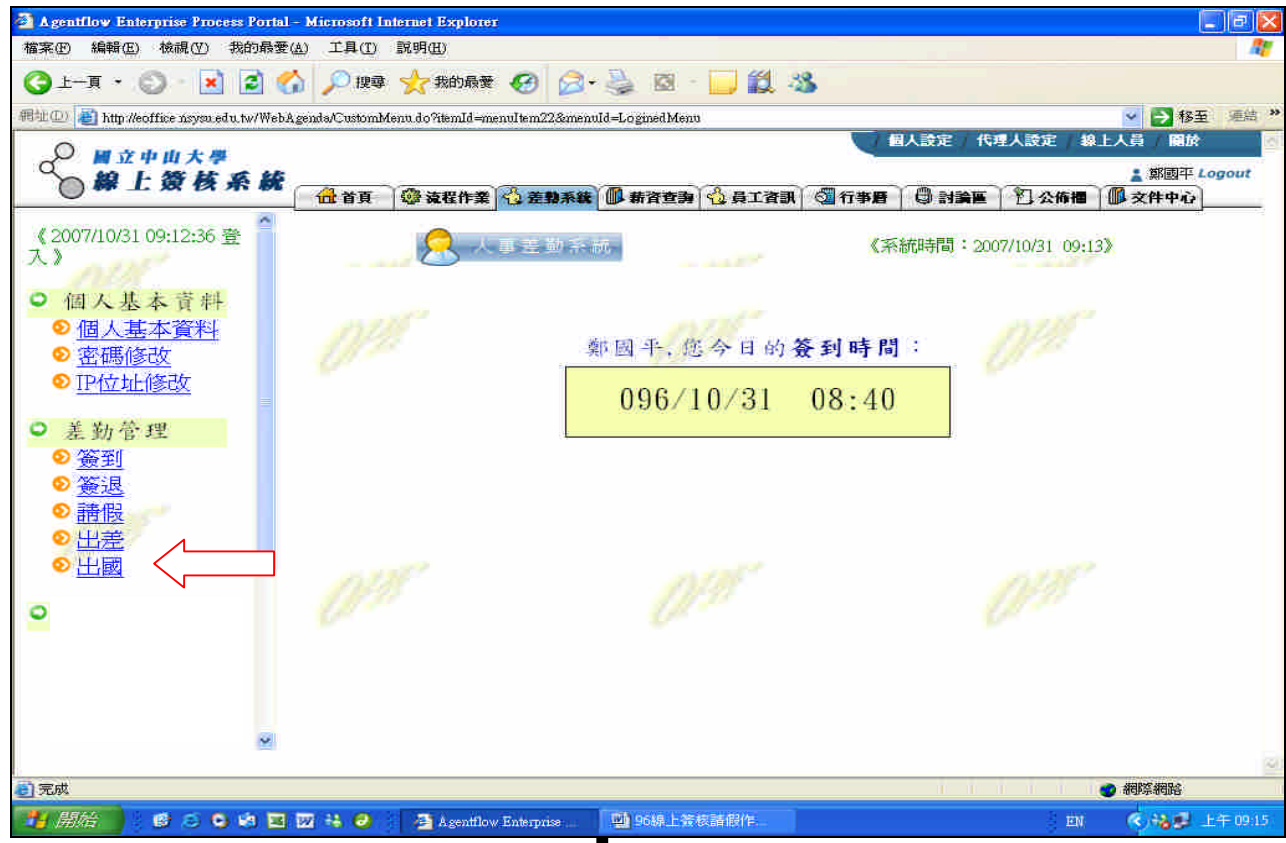 Agentflow Enterprise Process Portal - Microsoft Internet Explorer
檔案(F) 編輯(E) 檢視(V) 我的最愛(A) 工具(T) 說明(H)
上一頁 搜尋 我的最愛
網址(D) http://eoffice.nsysu.edu.tw/WebAgenda/CustomMenu.do?itemId=menuItem22&menuId=LoginedMenu 移至 連結 »
個人設定 代理人設定 線上人員 關於
國立中山大學
線上簽核系統
鄭國平 Logout
首頁 流程作業 差勤系統 薪資查詢 員工資訊 行事曆 討論區 公佈欄 文件中心
《2007/10/31 09:12:36 登
入》
人事差勤系統
《系統時間：2007/10/31 09:13》
個人基本資料
個人基本資料
密碼修改
IP位址修改
鄭國平, 您今日的簽到時間：
096/10/31 08:40
差勤管理
簽到
簽退
請假
出差
出國
完成
網際網路
開始
Agentflow Enterprise ...
96線上簽核請假作...
EN
上午 09:15